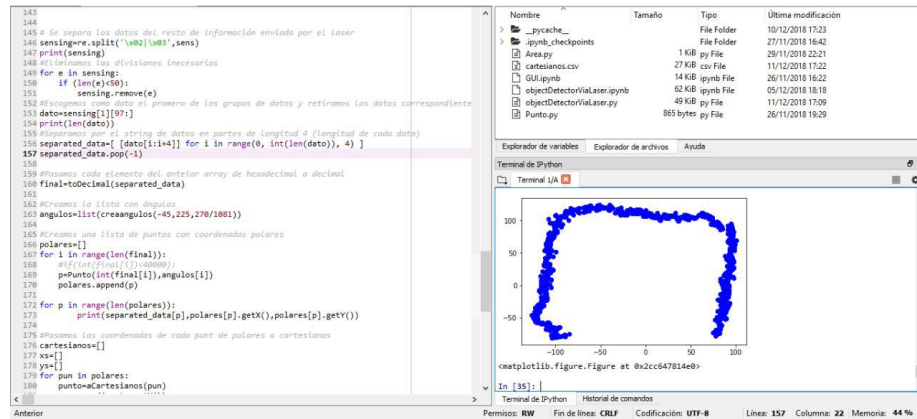 143
144
145 # Se separa los datos del resto de información enviada por el laser
146 sensing=re.split('\x02|\x03',sens)
147 print(sensing)
148 #Eliminamos las divisiones inecesarias
149 for e in sensing:
150 if (len(e)<50):
151 sensing.remove(e)
152 #Escogemos como dato el promero de los grupos de datos y retiramos los datos correspondiente
153 dato=sensing[1][97:]
154 print(len(dato))
155 #Separamos por el string de datos en partes de longitud 4 (longitud de cada dato)
156 separated_data=[ [dato[i:i+4]] for i in range(0, int(len(dato)), 4) ]
157 separated_data.pop(-1)
158
159 #Pasamos cada elemento del antelor array de hexadecimal a decimal
160 final=toDecimal(separated_data)
161
162 #Creamos la lista con ángulos
163 angulos=list(creaangulos(-45,225,270/1081))
164
165 #Creamos una lista de puntos con coordenadas polares
166 polares=[]
167 for i in range(len(final)):
168 #if(int(final[i])<40000):
169 p=Punto(int(final[i]),angulos[i])
170 polares.append(p)
171
172 for p in range(len(polares)):
173 print(separated_data[p],polares[p].getX(),polares[p].getY())
174
175 #Pasamos las coordenadas de cada punt de polares a cartesianas
176 cartesianos=[]
177 xs=[]
178 ys=[]
179 for pun in polares:
180 punto=aCartesianos(pun)
Nombre Tamaño Tipo Última modificación
__pycache__ File Folder 10/12/2018 17:23
.ipynb_checkpoints File Folder 27/11/2018 16:42
Area.py 1 KiB py File 29/11/2018 22:21
cartesianos.csv 27 KiB csv File 11/12/2018 17:22
GUI.ipynb 14 KiB ipynb File 26/11/2018 16:22
objectDetectorViaLaser.ipynb 62 KiB ipynb File 05/12/2018 18:18
objectDetectorViaLaser.py 49 KiB py File 11/12/2018 17:09
Punto.py 865 bytes py File 26/11/2018 19:29
Explorador de variables Explorador de archivos Ayuda
Terminal de IPython
Terminal 1/A
100
50
0
−50
−100 −50 0 50 100
<matplotlib.figure.Figure at 0x2cc647814e0>
In [35]:
Terminal de IPython Historial de comandos
Anterior Permisos: RW Fin de línea: CRLF Codificación: UTF-8 Línea: 157 Columna: 22 Memoria: 44 %